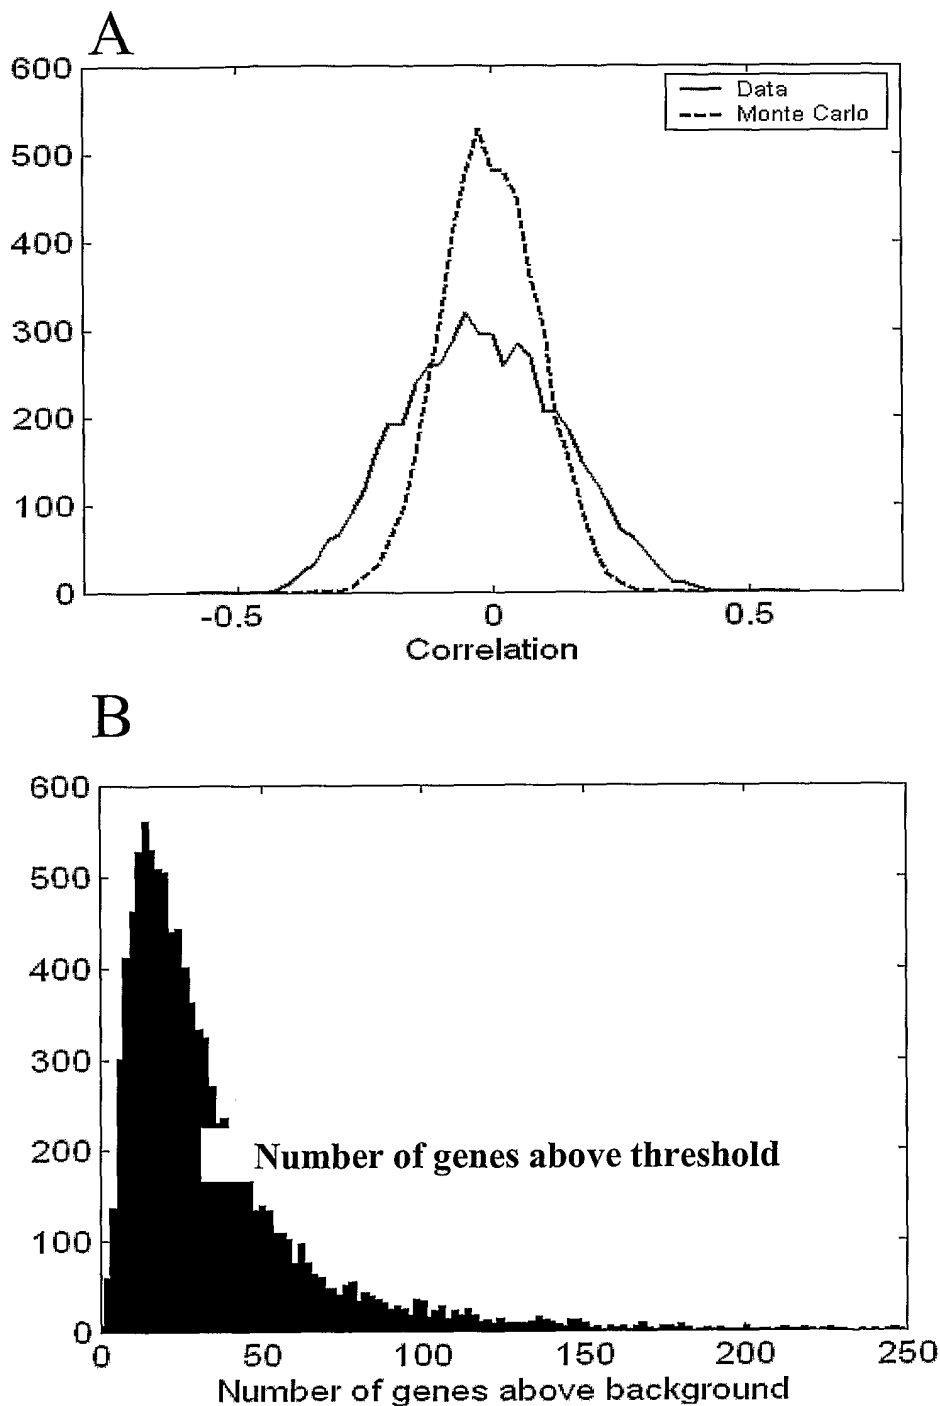 A
600
500
400
300
200
100
0
Data
Monte Carlo
-0.5 0 0.5
Correlation
B
600
500
400
300
200
100
0
Number of genes above threshold
0 50 100 150 200 250
Number of genes above background